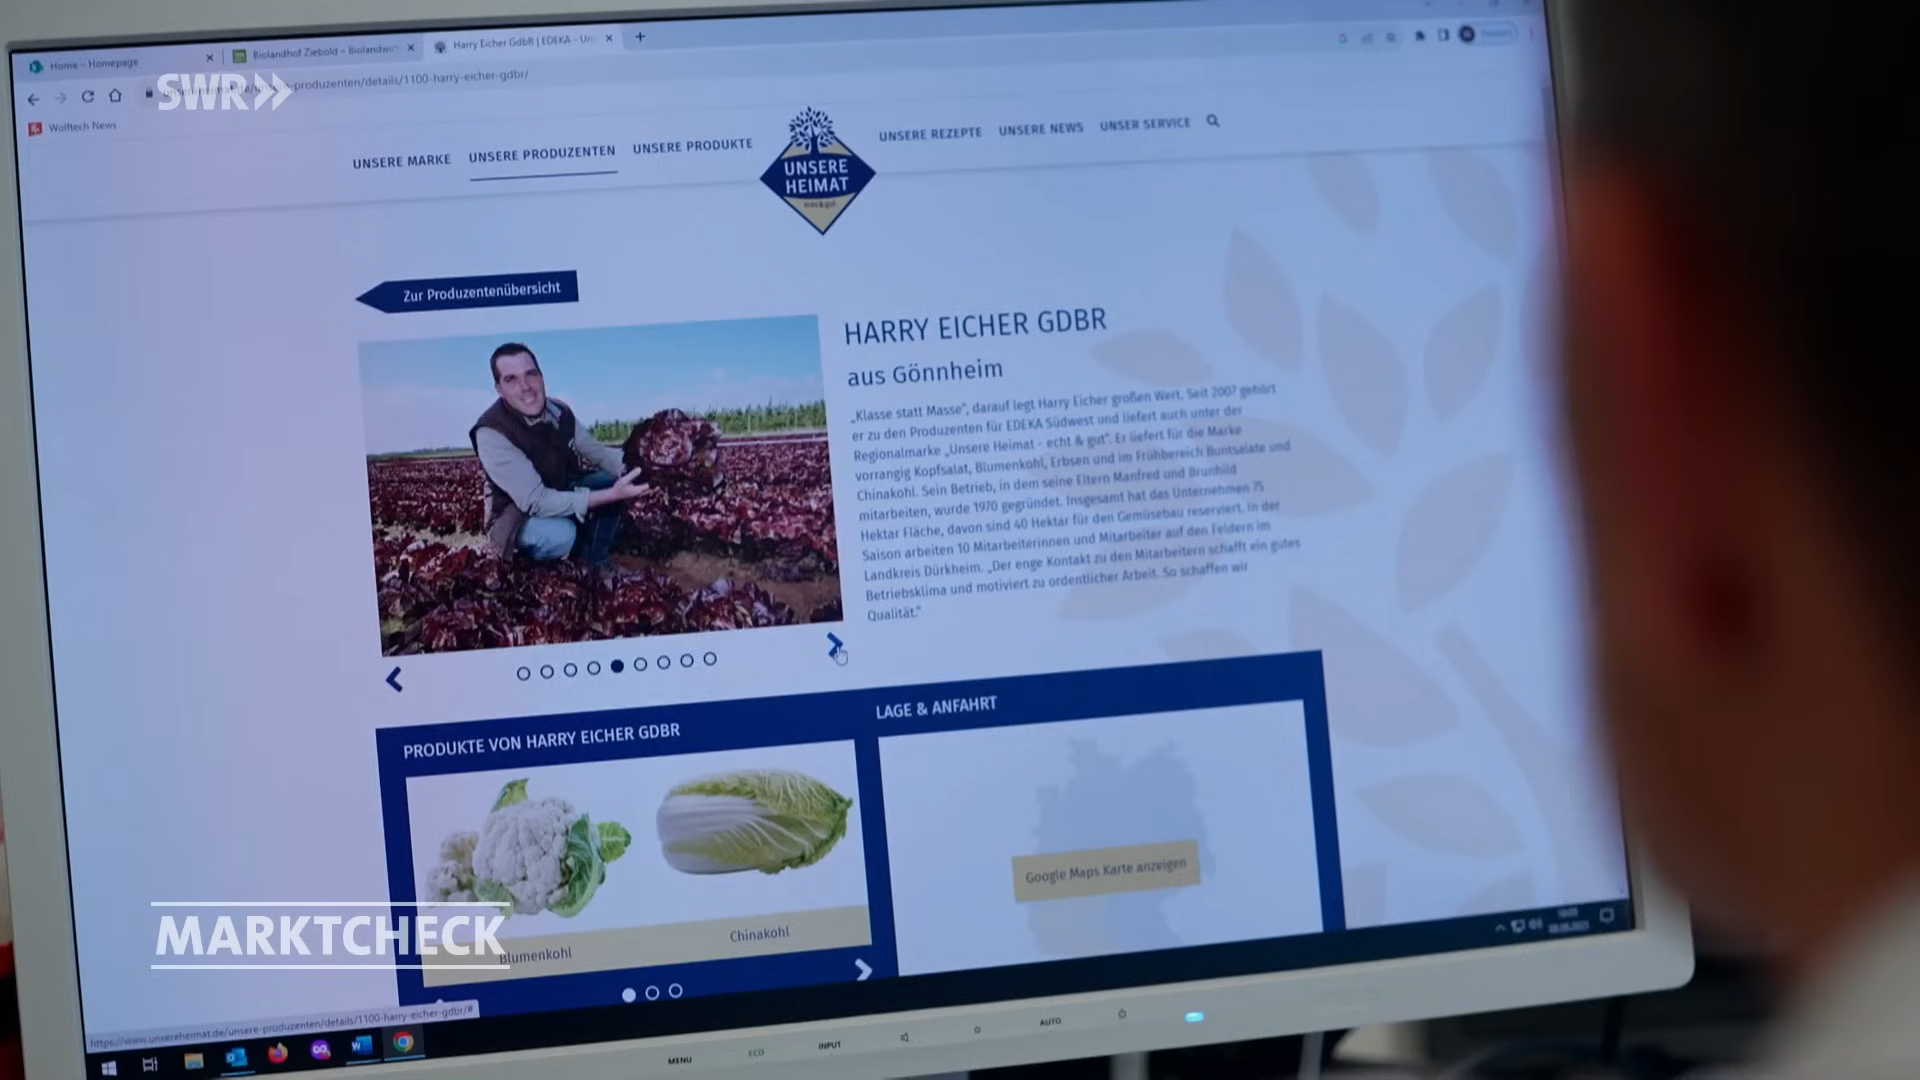 Home – Homepage
Biolandhof Ziebold – Biolandwi
Harry Eicher GdbR | EDEKA - Un
produzenten/details/1100-harry-eicher-gdbr/
SWR
Wolftech News
UNSERE MARKE
UNSERE PRODUZENTEN
UNSERE PRODUKTE
UNSERE
HEIMAT
echt & gut
UNSERE REZEPTE
UNSERE NEWS
UNSER SERVICE
Zur Produzentenübersicht
HARRY EICHER GDBR
aus Gönnheim
„Klasse statt Masse“, darauf legt Harry Eicher großen Wert. Seit 2007 gehört
er zu den Produzenten für EDEKA Südwest und liefert auch unter der
Regionalmarke „Unsere Heimat - echt & gut“. Er liefert für die Marke
vorrangig Kopfsalat, Blumenkohl, Erbsen und im Frühbereich Buntsalate und
Chinakohl. Sein Betrieb, in dem seine Eltern Manfred und Brunhild
mitarbeiten, wurde 1970 gegründet. Insgesamt hat das Unternehmen 75
Hektar Fläche, davon sind 40 Hektar für den Gemüsebau reserviert. In der
Saison arbeiten 10 Mitarbeiterinnen und Mitarbeiter auf den Feldern im
Landkreis Dürkheim. „Der enge Kontakt zu den Mitarbeitern schafft ein gutes
Betriebsklima und motiviert zu ordentlicher Arbeit. So schaffen wir
Qualität.“
PRODUKTE VON HARRY EICHER GDBR
LAGE & ANFAHRT
Google Maps Karte anzeigen
Blumenkohl
Chinakohl
MARKTCHECK
https://www.unsereheimat.de/unsere-produzenten/details/1100-harry-eicher-gdbr/#
MENU
ECO
INPUT
AUTO